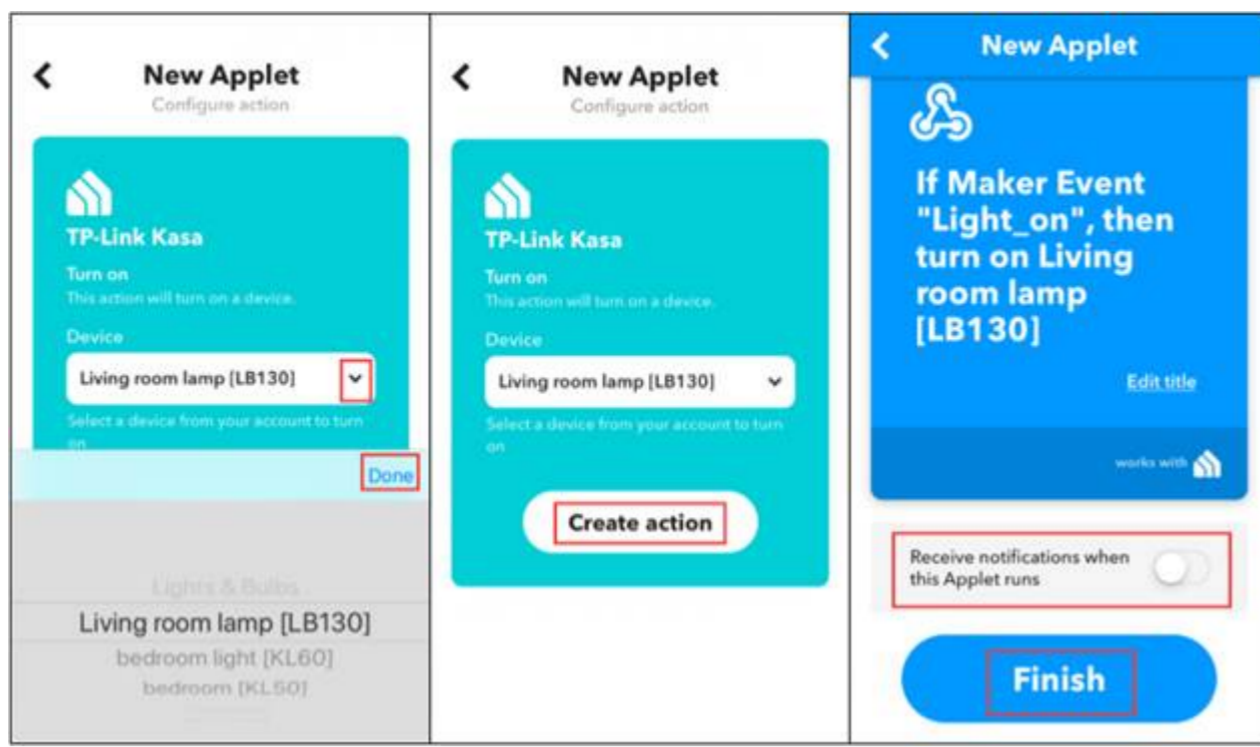 New Applet
Configure action
TP-Link Kasa
Turn on
This action will turn on a device.
Device
Living room lamp [LB130]
Select a device from your account to turn
on
Done
Lights & Bulbs
Living room lamp [LB130]
bedroom light [KL60]
bedroom [KL50]
New Applet
Configure action
TP-Link Kasa
Turn on
This action will turn on a device.
Device
Living room lamp [LB130]
Select a device from your account to turn
on
Create action
New Applet
If Maker Event
"Light_on", then
turn on Living
room lamp
[LB130]
Edit title
works with
Receive notifications when
this Applet runs
Finish